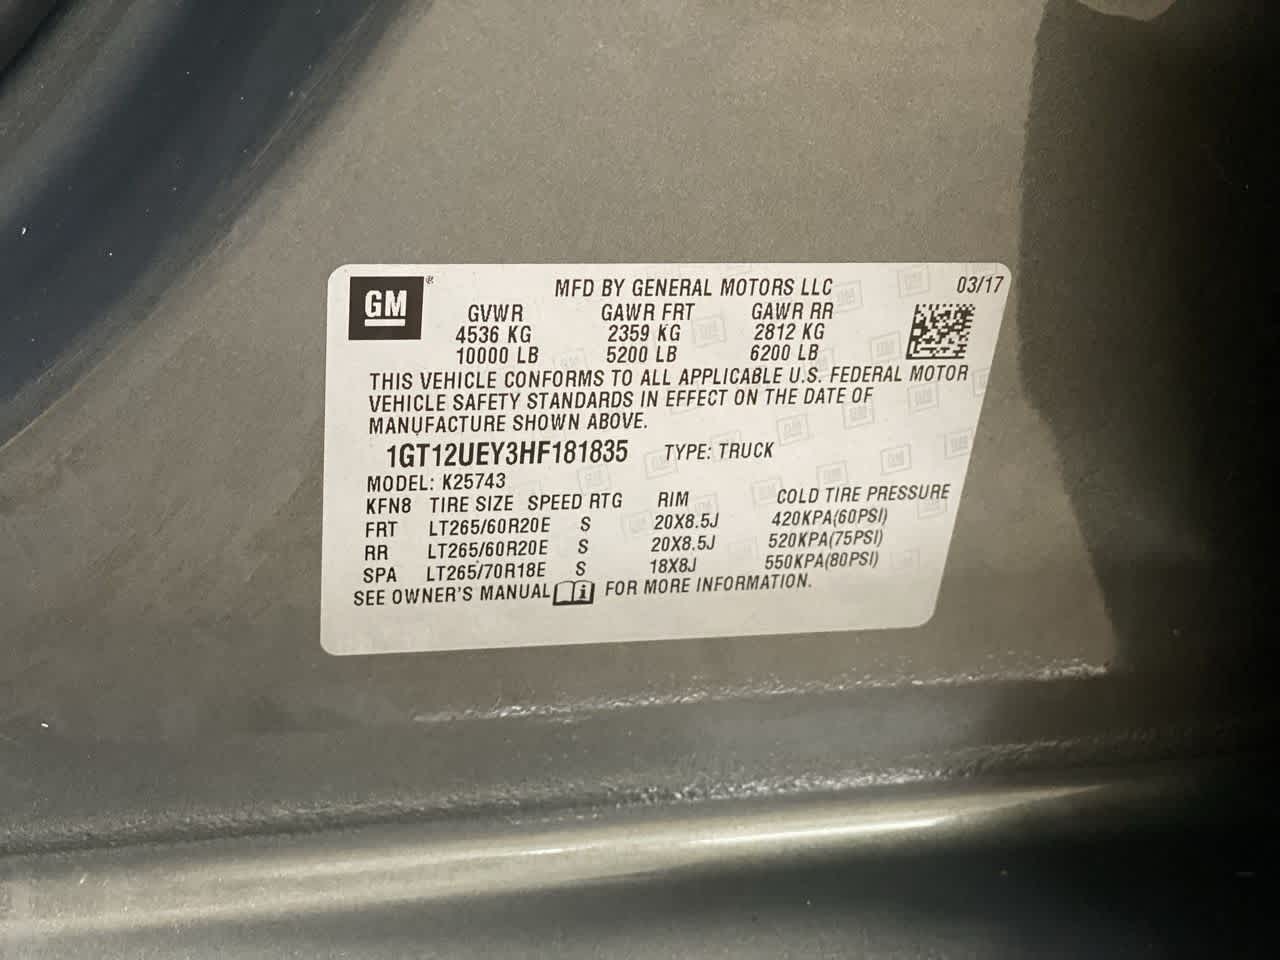 GM ® MFD BY GENERAL MOTORS LLC 03/17
GVWR GAWR FRT GAWR RR
4536 KG 2359 KG 2812 KG
10000 LB 5200 LB 6200 LB
THIS VEHICLE CONFORMS TO ALL APPLICABLE U.S. FEDERAL MOTOR
VEHICLE SAFETY STANDARDS IN EFFECT ON THE DATE OF
MANUFACTURE SHOWN ABOVE.
1GT12UEY3HF181835 TYPE: TRUCK
MODEL: K25743
KFN8 TIRE SIZE SPEED RTG RIM COLD TIRE PRESSURE
FRT LT265/60R20E S 20X8.5J 420KPA(60PSI)
RR LT265/60R20E S 20X8.5J 520KPA(75PSI)
SPA LT265/70R18E S 18X8J 550KPA(80PSI)
SEE OWNER'S MANUAL FOR MORE INFORMATION.